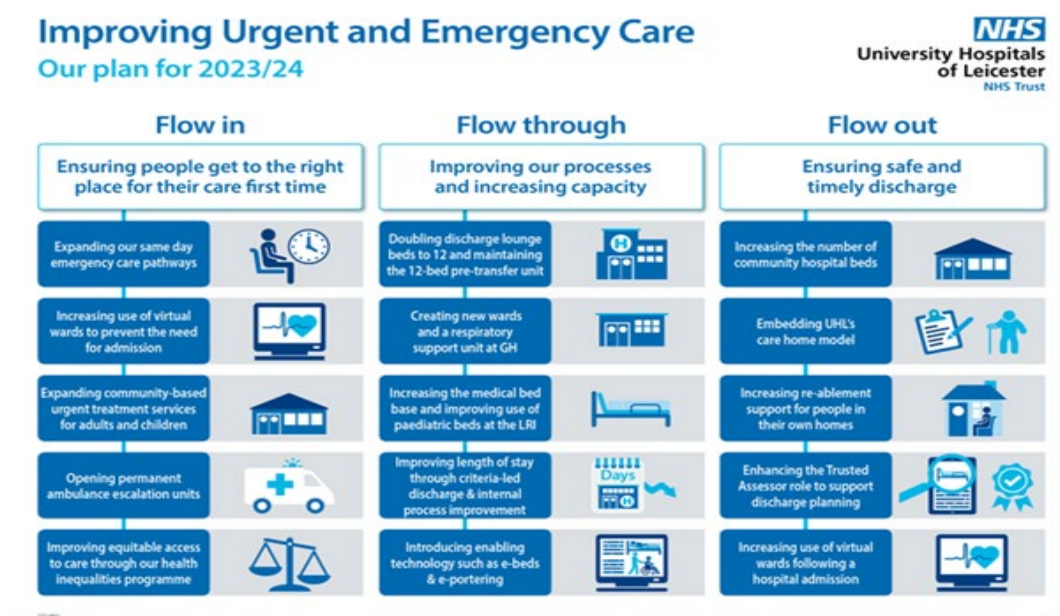 Improving Urgent and Emergency Care
Our plan for 2023/24
NHS
University Hospitals
of Leicester
NHS Trust
Flow in
Ensuring people get to the right
place for their care first time
Expanding our same day
emergency care pathways
Increasing use of virtual
wards to prevent the need
for admission
Expanding community-based
urgent treatment services
for adults and children
Opening permanent
ambulance escalation units
Improving equitable access
to care through our health
inequalities programme
Flow through
Improving our processes
and increasing capacity
Doubling discharge lounge
beds to 12 and maintaining
the 12-bed pre-transfer unit
H
Creating new wards
and a respiratory
support unit at GH
Increasing the medical bed
base and improving use of
paediatric beds at the LRI
Improving length of stay
through criteria-led
discharge & internal
process improvement
Days
H
Introducing enabling
technology such as e-beds
& e-portering
Flow out
Ensuring safe and
timely discharge
Increasing the number of
community hospital beds
Embedding UHL's
care home model
Increasing re-ablement
support for people in
their own homes
Enhancing the Trusted
Assessor role to support
discharge planning
Increasing use of virtual
wards following a
hospital admission